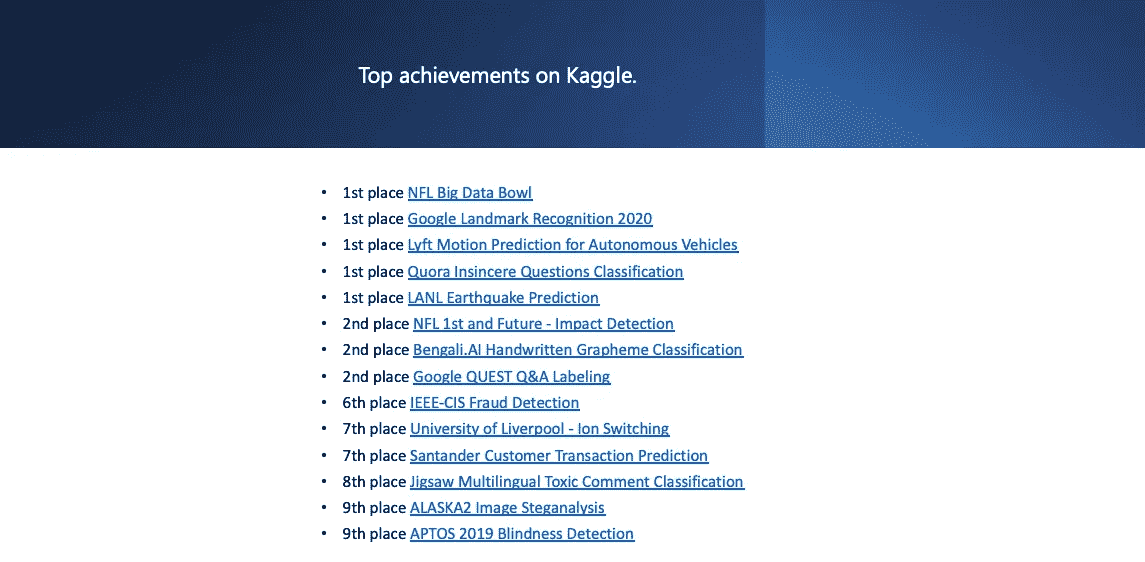 Top achievements on Kaggle.
• 1st place NFL Big Data Bowl
• 1st place Google Landmark Recognition 2020
• 1st place Lyft Motion Prediction for Autonomous Vehicles
• 1st place Quora Insincere Questions Classification
• 1st place LANL Earthquake Prediction
• 2nd place NFL 1st and Future - Impact Detection
• 2nd place Bengali.AI Handwritten Grapheme Classification
• 2nd place Google QUEST Q&A Labeling
• 6th place IEEE-CIS Fraud Detection
• 7th place University of Liverpool - Ion Switching
• 7th place Santander Customer Transaction Prediction
• 8th place Jigsaw Multilingual Toxic Comment Classification
• 9th place ALASKA2 Image Steganalysis
• 9th place APTOS 2019 Blindness Detection